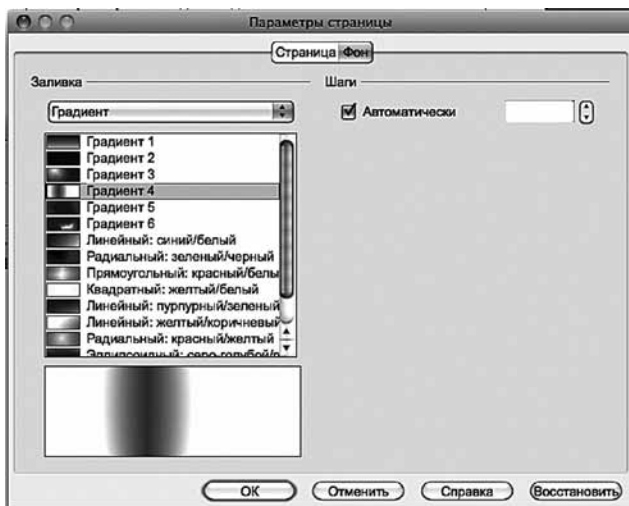 Параметры страницы
Страница Фон
Заливка
Шаги
Градиент
Автоматически
Градиент 1
Градиент 2
Градиент 3
Градиент 4
Градиент 5
Градиент 6
Линейный: синий/белый
Радиальный: зеленый/черный
Прямоугольный: красный/белы
Квадратный: желтый/белый
Линейный: пурпурный/зеленый
Линейный: желтый/коричневый
Радиальный: красный/желтый
Эллипсоидный:
OK
Отменить
Справка
Восстановить